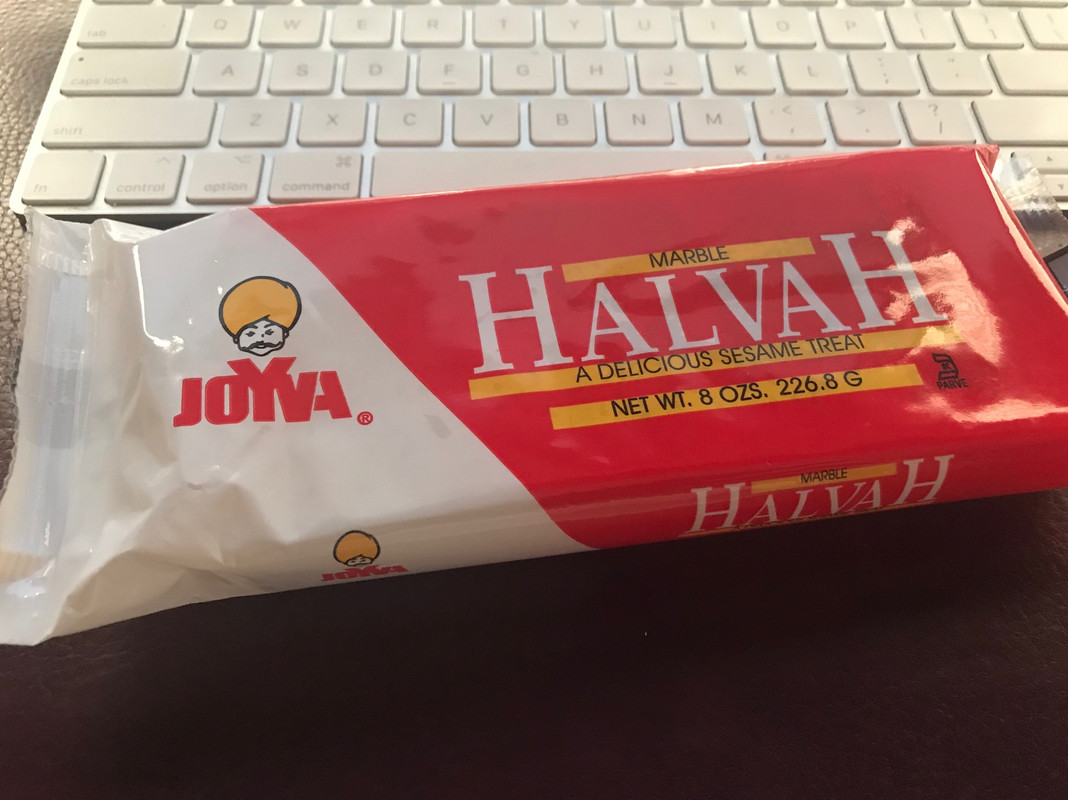 tab Q W E R T Y U I O P { [ } ]
caps lock A S D F G H J K L : ; " '
shift Z X C V B N M < , > . ? /
fn control ^ option ⌥ command ⌘
JOYVA®
MARBLE
HALVAH
A DELICIOUS SESAME TREAT
NET WT. 8 OZS. 226.8 G
K
PARVE
JOYVA
MARBLE
HALVAH